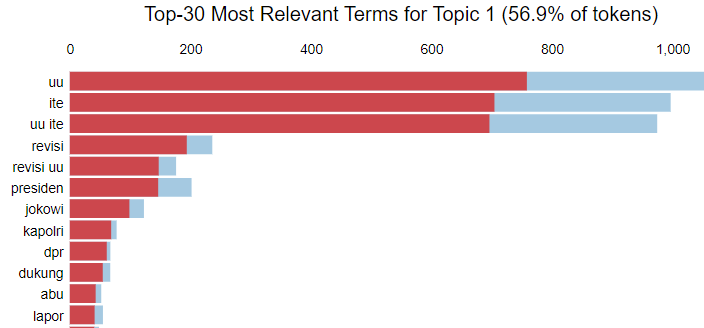 Top-30 Most Relevant Terms for Topic 1 (56.9% of tokens)
0 200 400 600 800 1,000
uu
ite
uu ite
revisi
revisi uu
presiden
jokowi
kapolri
dpr
dukung
abu
lapor